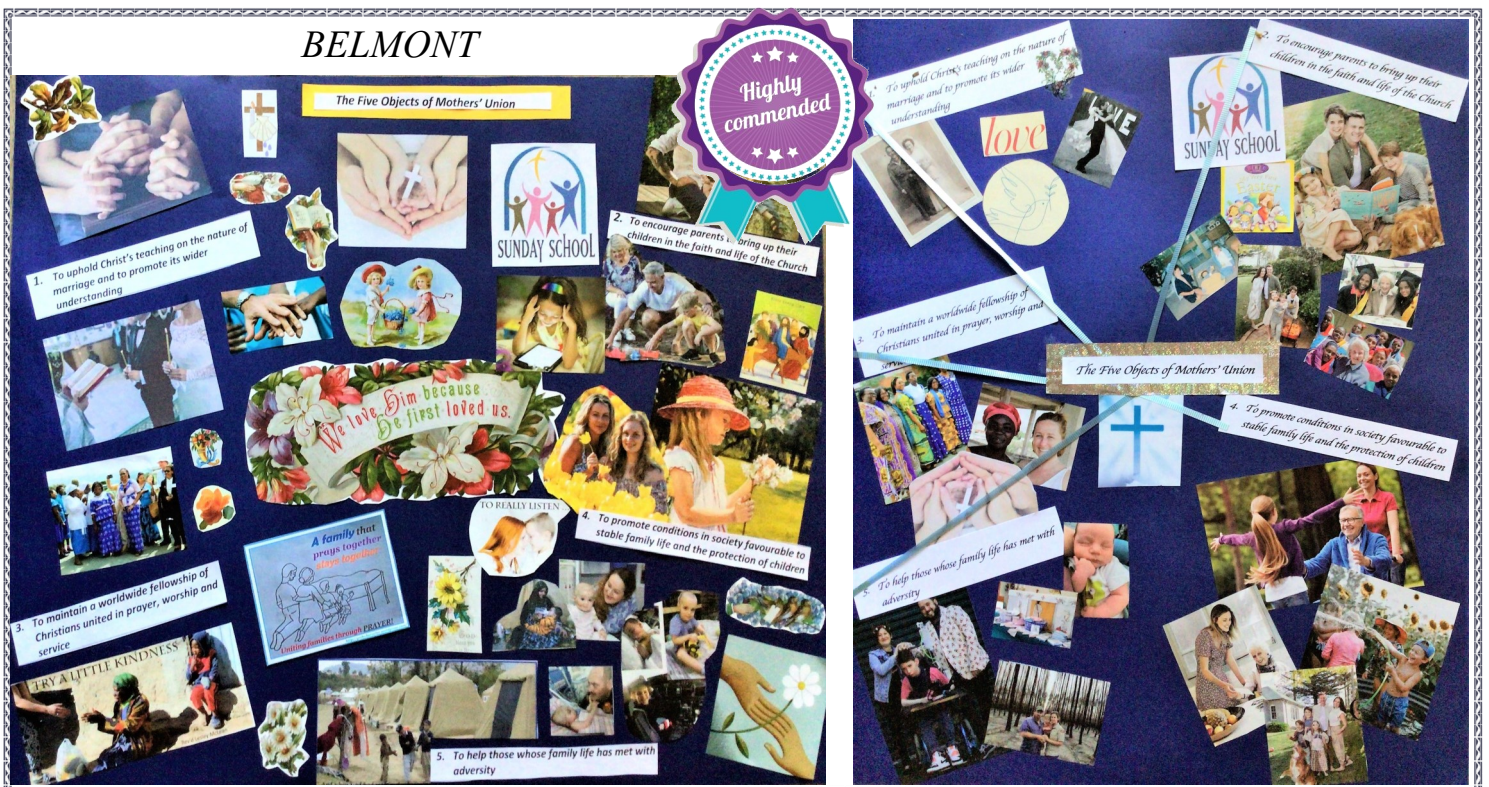 BELMONT
Highly
commended
The Five Objects of Mothers' Union
SUNDAY SCHOOL
1. To uphold Christ's teaching on the nature of
marriage and to promote its wider
understanding
2. To encourage parents to bring up their
children in the faith and life of the Church
We love Him because
He first loved us.
TO REALLY LISTEN
4. To promote conditions in society favourable to
stable family life and the protection of children
A family that
prays together
stays together
Uniting families through PRAYER!
3. To maintain a worldwide fellowship of
Christians united in prayer, worship and
service
TRY A LITTLE KINDNESS
5. To help those whose family life has met with
adversity
To uphold Christ's teaching on the nature of
marriage and to promote its wider
understanding
love
LOVE
SUNDAY SCHOOL
2. To encourage parents to bring up their
children in the faith and life of the Church
Easter
3. To maintain a worldwide fellowship of
Christians united in prayer, worship and
The Five Objects of Mothers' Union
4. To promote conditions in society favourable to
stable family life and the protection of children
5. To help those whose family life has met with
adversity